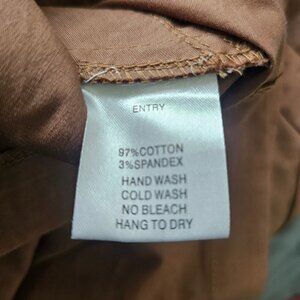 ENTRY
97%COTTON
3%SPANDEX
HAND WASH
COLD WASH
NO BLEACH
HANG TO DRY